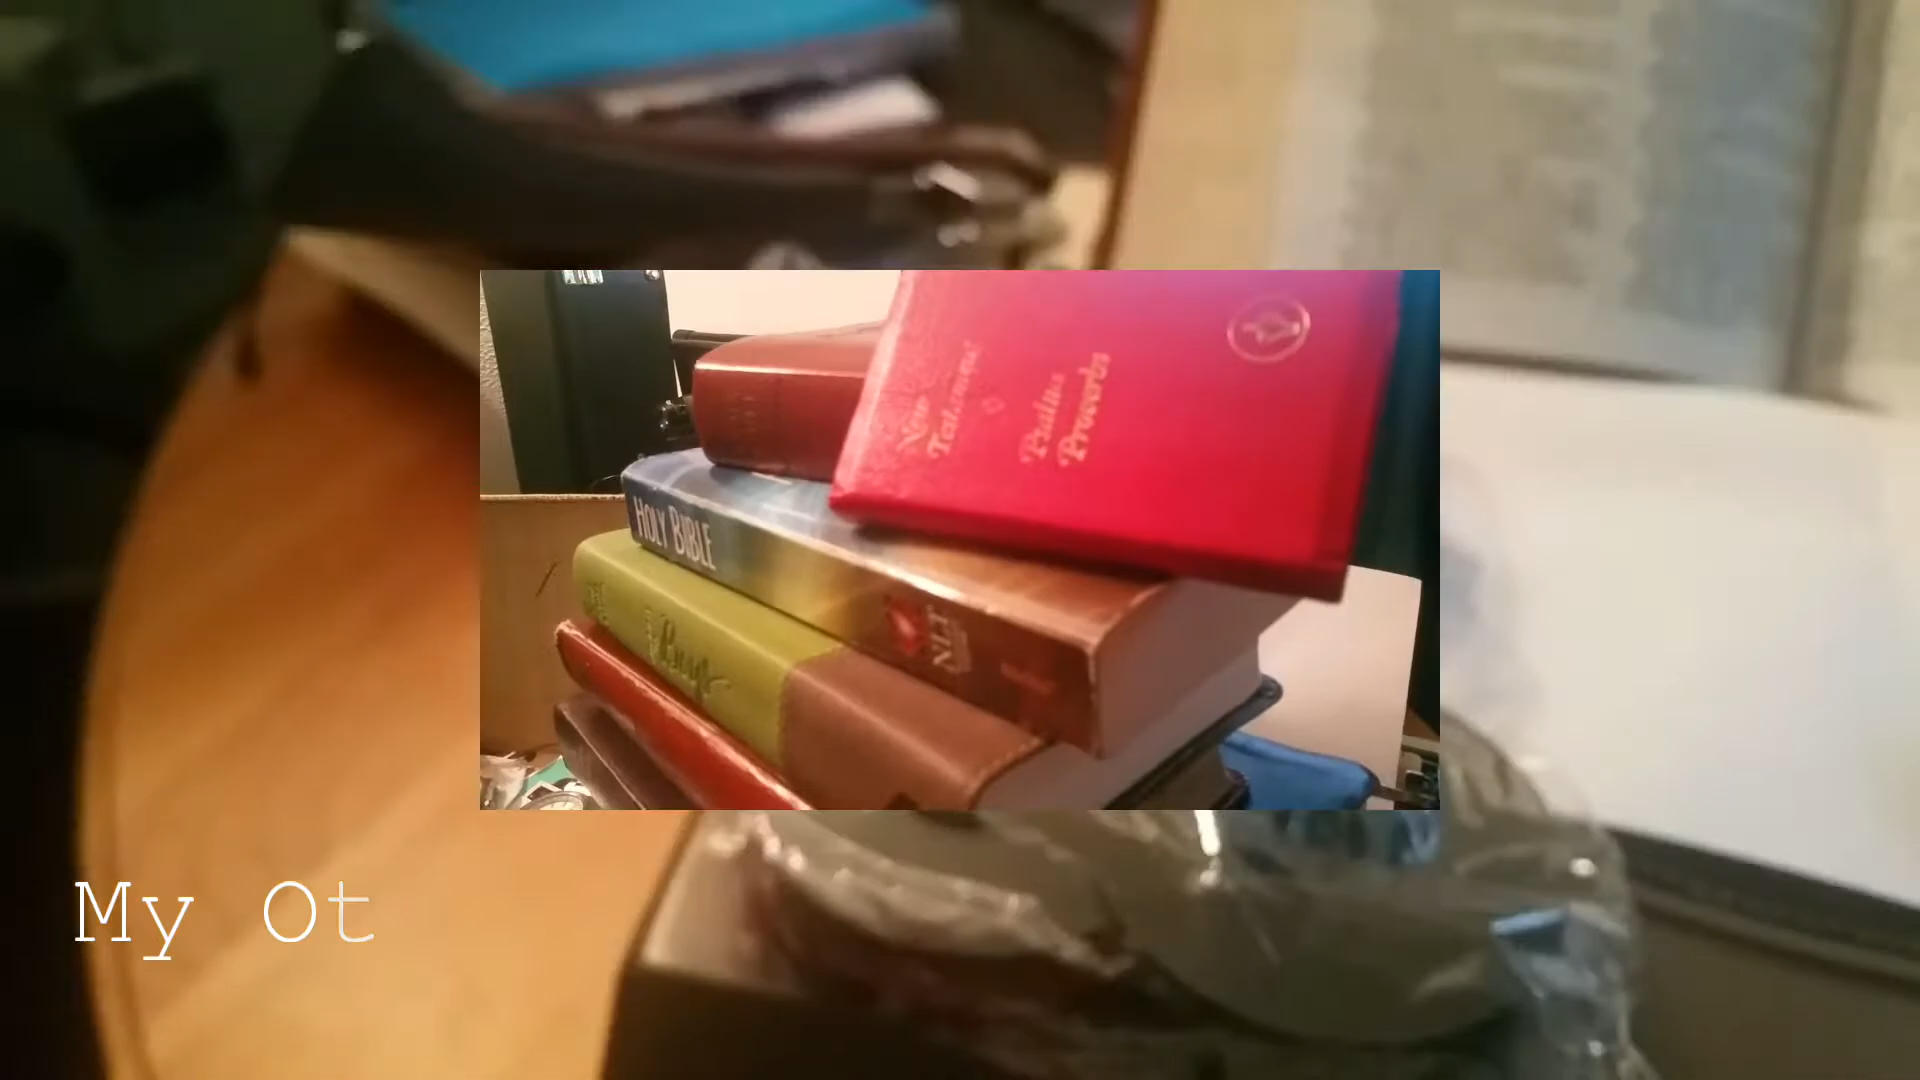 New
Testament
Psalms
Proverbs
HOLY BIBLE
NLT
My Ot